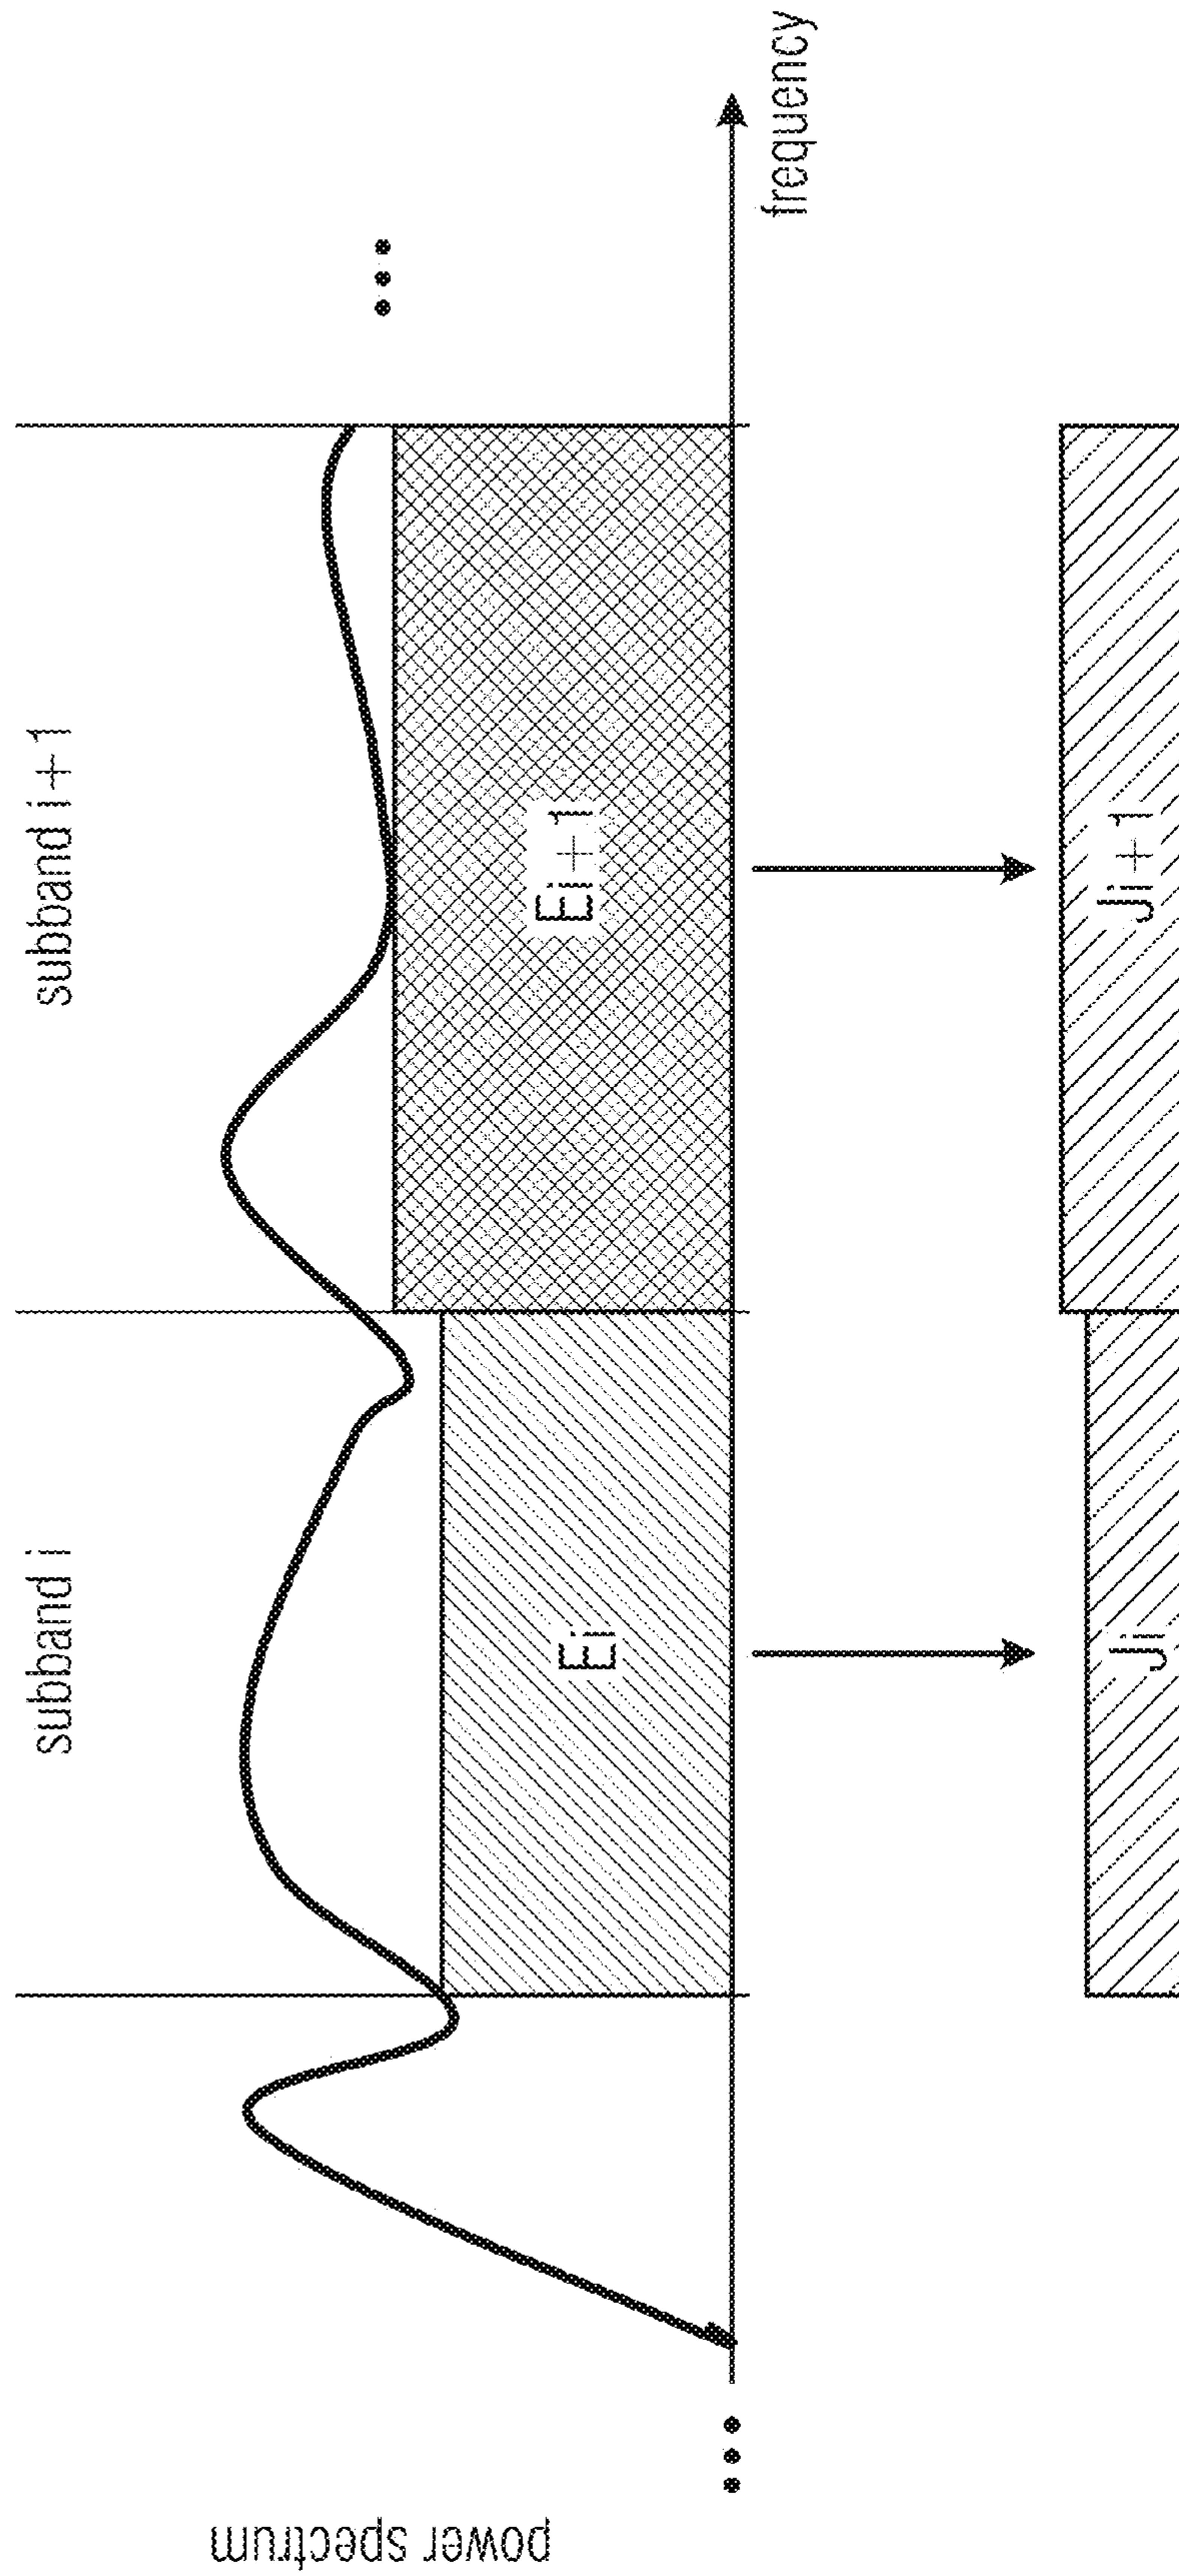 power spectrum
subband i
subband i+1
Ei
Ei+1
frequency
Ji
Ji+1